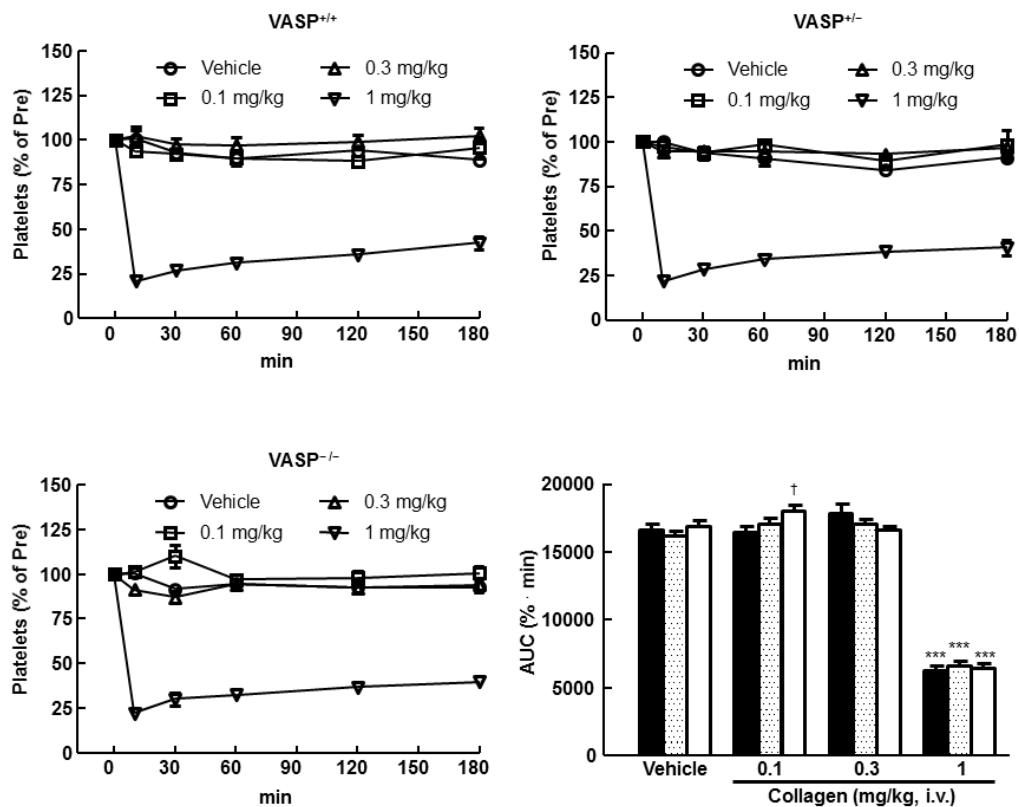 VASP+/+
150
125
100
75
50
25
0
Platelets (% of Pre)
Vehicle
0.3 mg/kg
0.1 mg/kg
1 mg/kg
0 30 60 90 120 150 180
min
VASP+/−
150
125
100
75
50
25
0
Platelets (% of Pre)
Vehicle
0.3 mg/kg
0.1 mg/kg
1 mg/kg
0 30 60 90 120 150 180
min
VASP−/−
150
125
100
75
50
25
0
Platelets (% of Pre)
Vehicle
0.3 mg/kg
0.1 mg/kg
1 mg/kg
0 30 60 90 120 150 180
min
20000
15000
10000
5000
0
AUC (% · min)
†
*** *** ***
Vehicle 0.1 0.3 1
Collagen (mg/kg, i.v.)